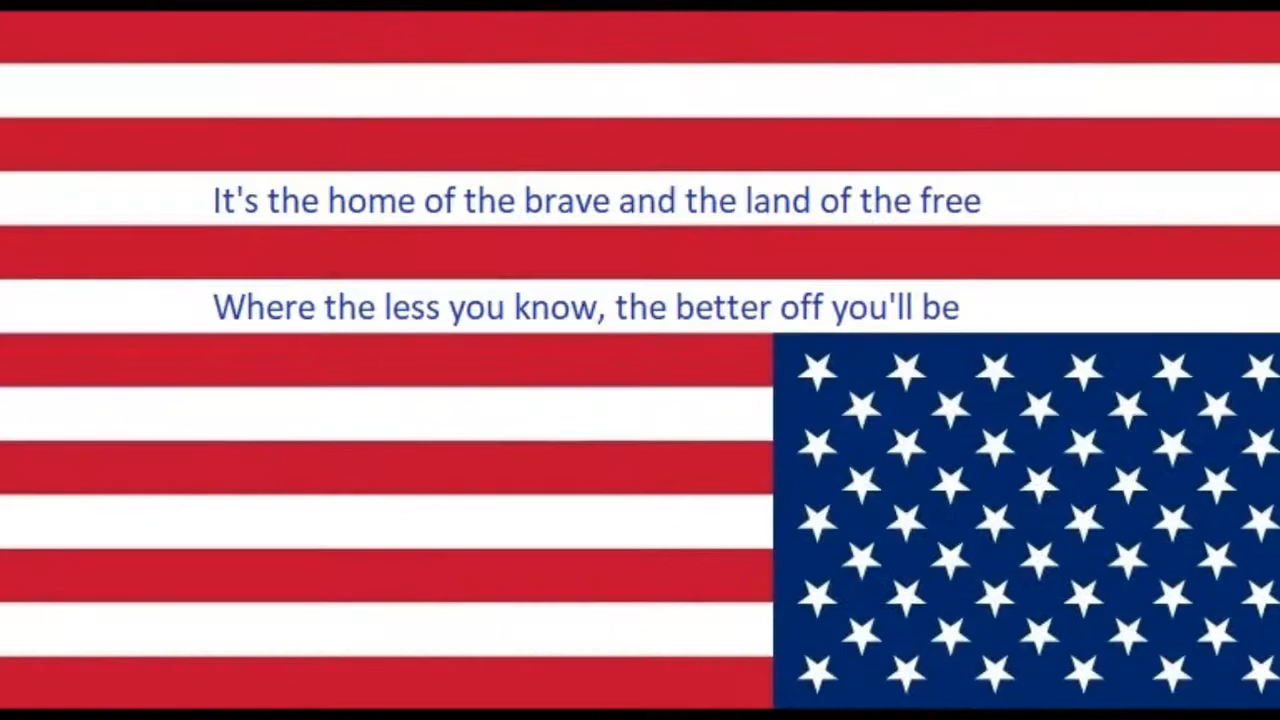 It's the home of the brave and the land of the free
Where the less you know, the better off you'll be